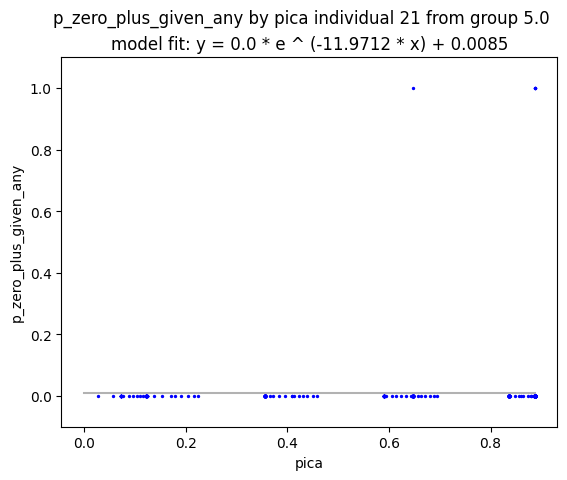 p_zero_plus_given_any by pica individual 21 from group 5.0
model fit: y = 0.0 * e ^ (-11.9712 * x) + 0.0085
1.0
0.8
0.6
0.4
0.2
0.0
p_zero_plus_given_any
0.0 0.2 0.4 0.6 0.8
pica